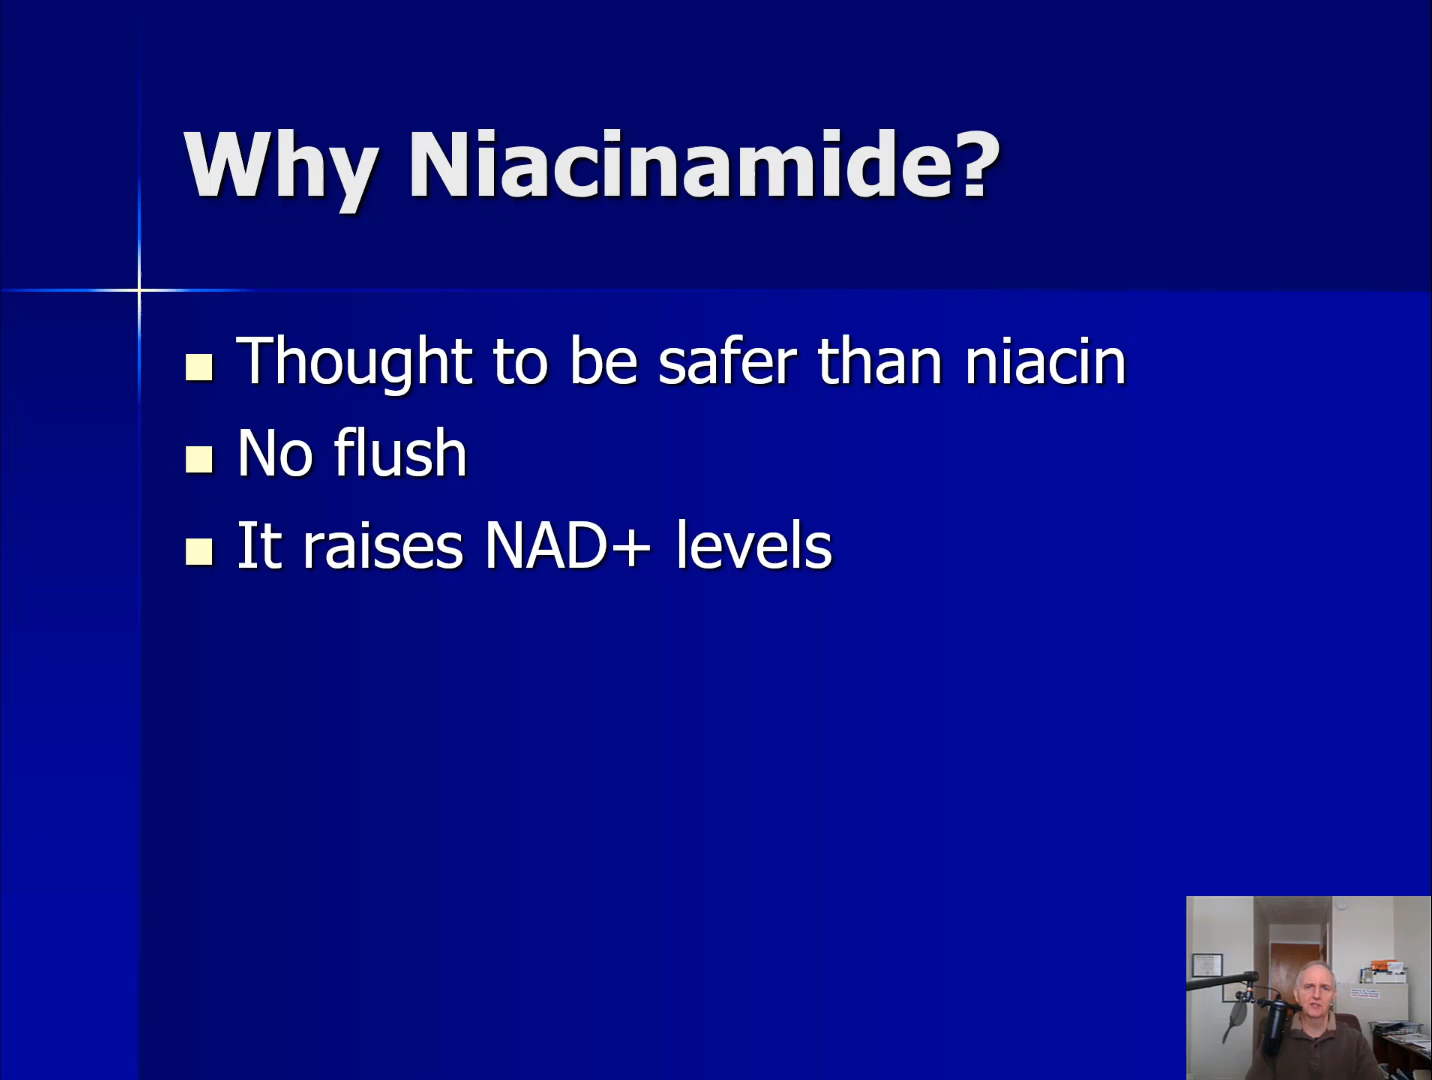 Why Niacinamide?
Thought to be safer than niacin
No flush
It raises NAD+ levels